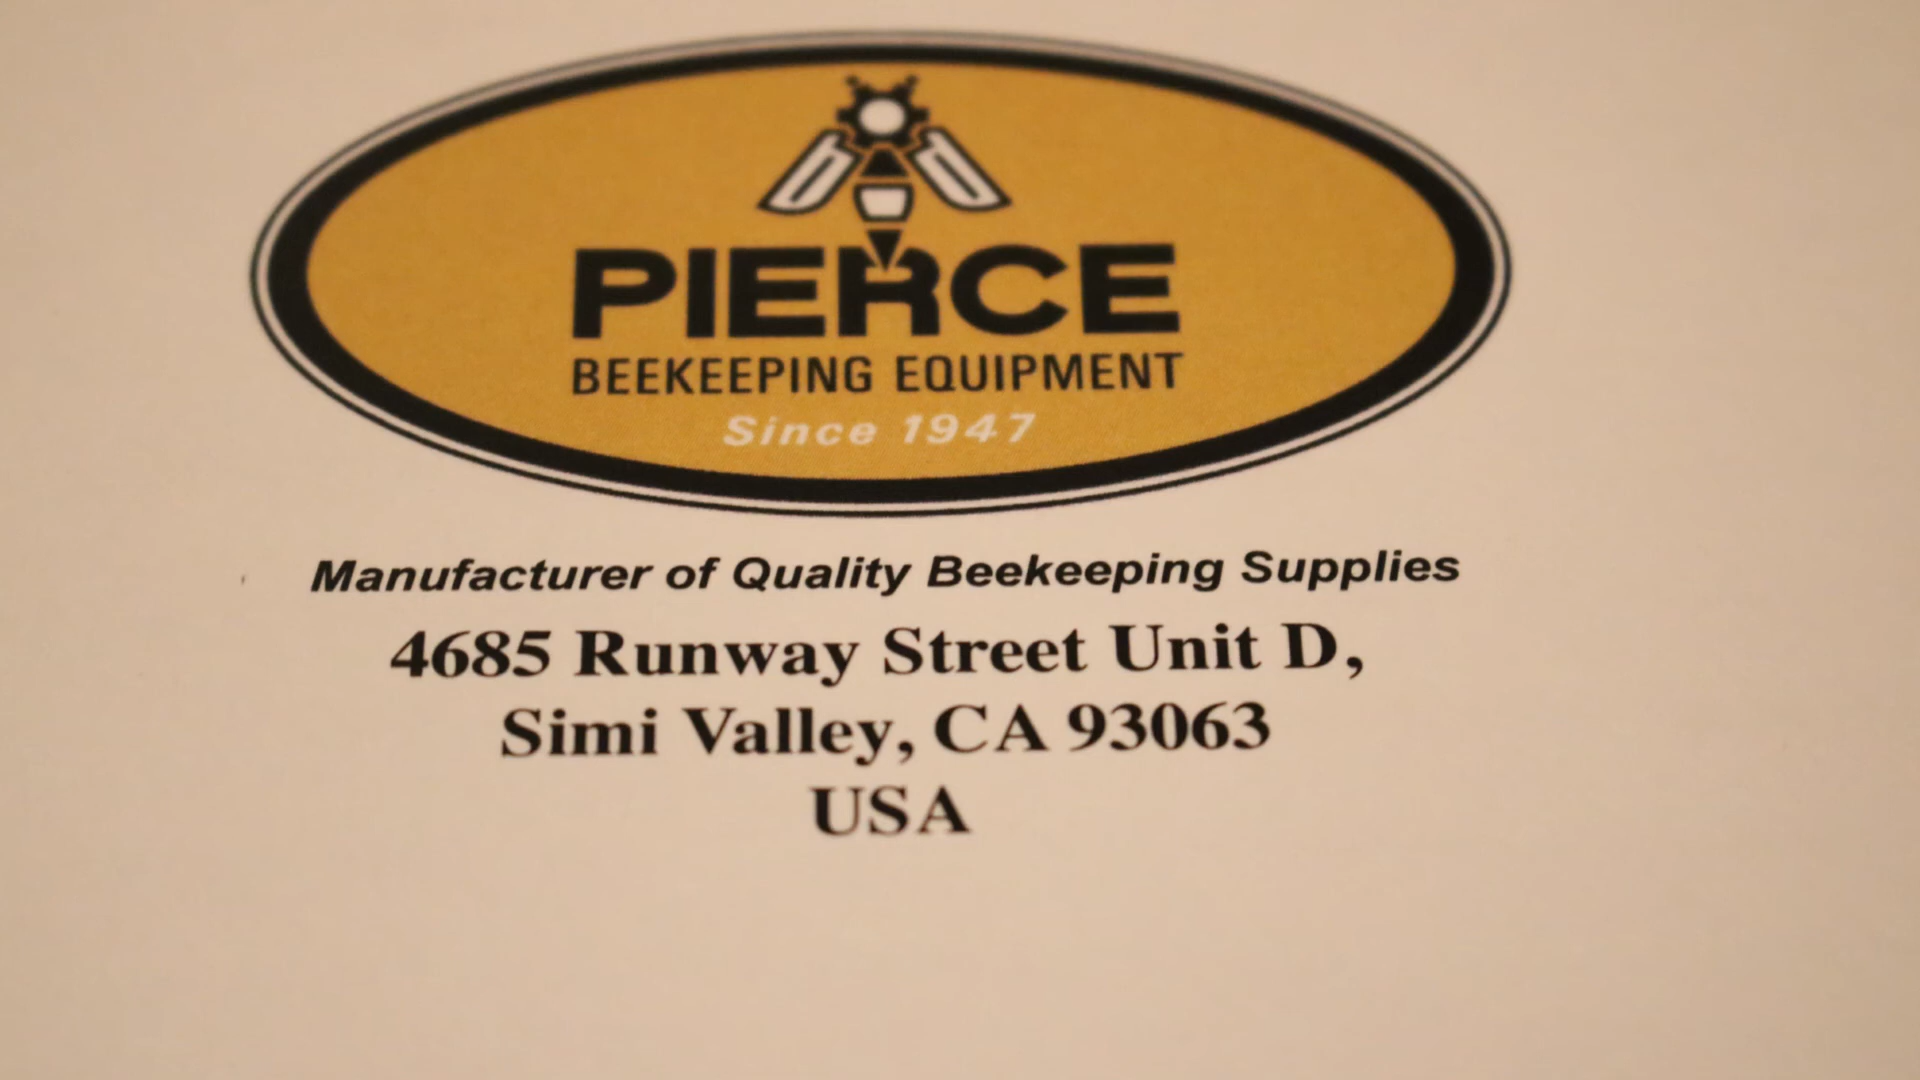 PIERCE
BEEKEEPING EQUIPMENT
Since 1947
Manufacturer of Quality Beekeeping Supplies
4685 Runway Street Unit D,
Simi Valley, CA 93063
USA